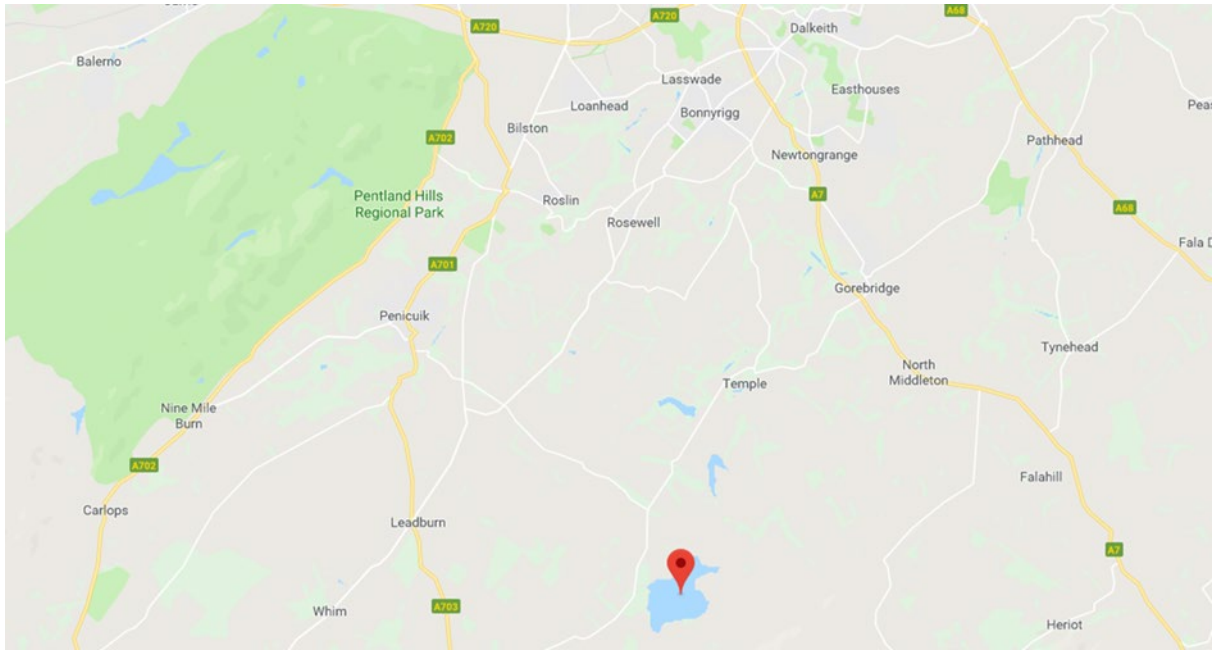 A720
A720
A68
Dalkeith
Balerno
Lasswade
Easthouses
Loanhead
Bonnyrigg
Bilston
A702
Pathhead
Newtongrange
Pentland Hills
Regional Park
A7
Roslin
A68
Rosewell
A701
Gorebridge
Penicuik
Tynehead
North
Middleton
Temple
Nine Mile
Burn
A702
Falahill
Carlops
Leadburn
A7
A703
Whim
Heriot